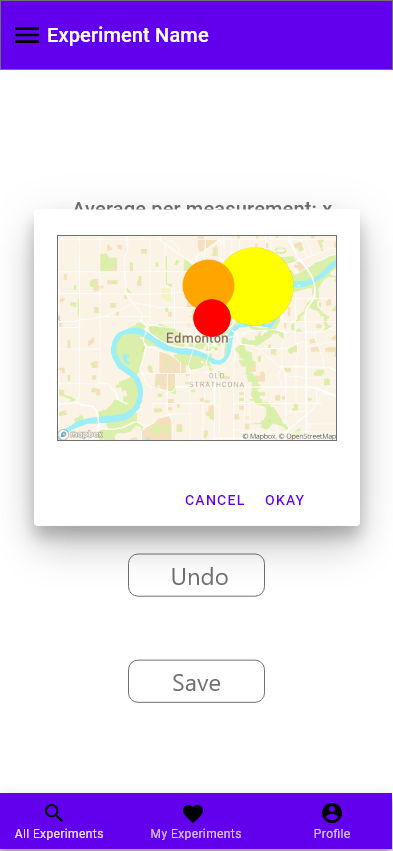 Experiment Name
Average per measurement: x
Edmonton
OLD
STRATHCONA
mapbox
© Mapbox, © OpenStreetMap
CANCEL
OKAY
Undo
Save
All Experiments
My Experiments
Profile